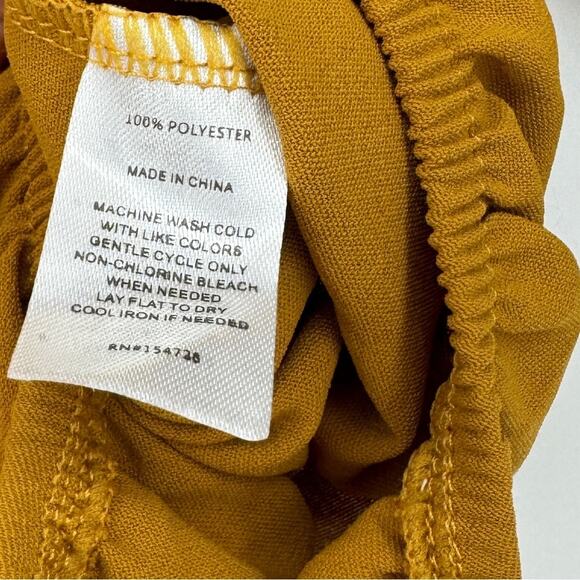 100% POLYESTER
MADE IN CHINA
MACHINE WASH COLD
WITH LIKE COLORS
GENTLE CYCLE ONLY
NON-CHLORINE BLEACH
WHEN NEEDED
LAY FLAT TO DRY
COOL IRON IF NEEDED
RN#154728